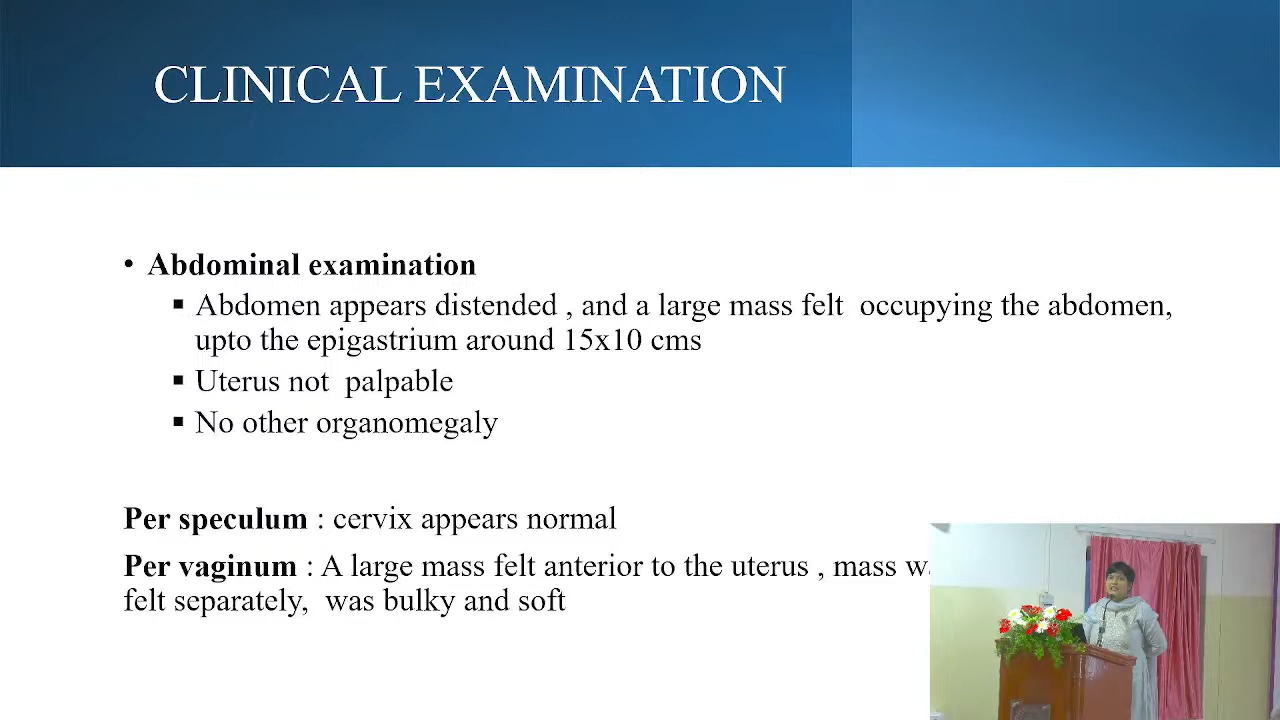 CLINICAL EXAMINATION
• Abdominal examination
▪ Abdomen appears distended , and a large mass felt occupying the abdomen,
upto the epigastrium around 15x10 cms
▪ Uterus not palpable
▪ No other organomegaly
Per speculum : cervix appears normal
Per vaginum : A large mass felt anterior to the uterus , mass
felt separately, was bulky and soft